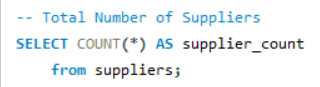 -- Total Number of Suppliers
SELECT COUNT(*) AS supplier_count
from suppliers;